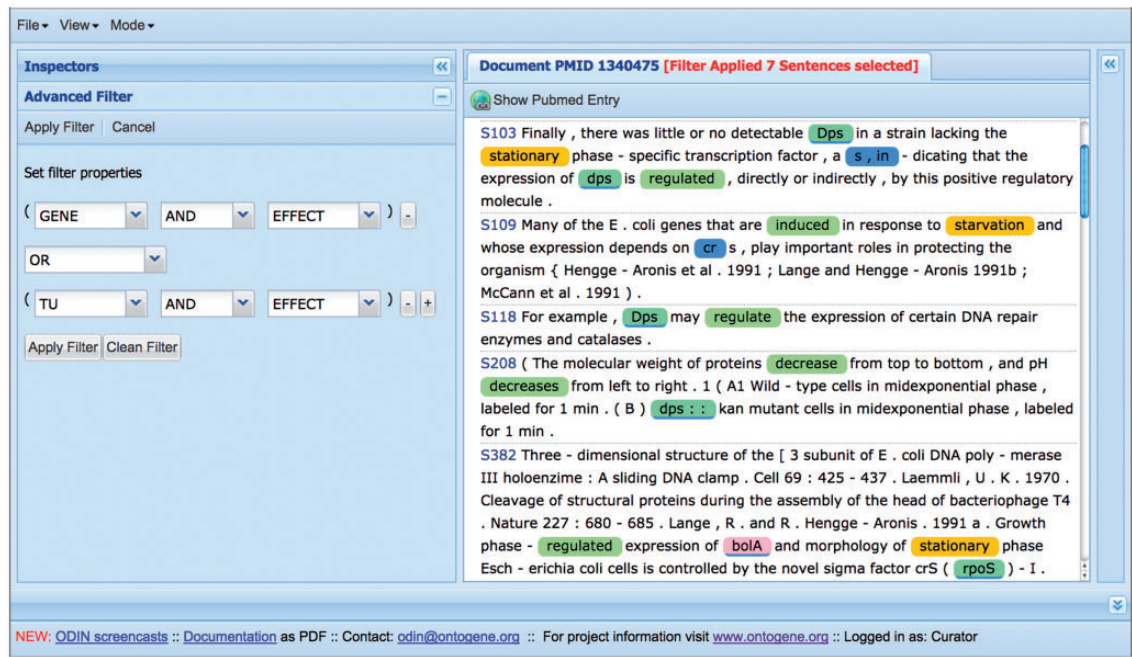 File View Mode
Inspectors
Advanced Filter
Apply Filter Cancel
Set filter properties
( GENE AND EFFECT ) -
OR
( TU AND EFFECT ) - +
Apply Filter Clean Filter
Document PMID 1340475 [Filter Applied 7 Sentences selected]
Show Pubmed Entry
S103 Finally , there was little or no detectable Dps in a strain lacking the
stationary phase - specific transcription factor , a s , in - dicating that the
expression of dps is regulated , directly or indirectly , by this positive regulatory
molecule .
S109 Many of the E . coli genes that are induced in response to starvation and
whose expression depends on cr s , play important roles in protecting the
organism { Hengge - Aronis et al . 1991 ; Lange and Hengge - Aronis 1991b ;
McCann et al . 1991 ) .
S118 For example , Dps may regulate the expression of certain DNA repair
enzymes and catalases .
S208 ( The molecular weight of proteins decrease from top to bottom , and pH
decreases from left to right . 1 ( A1 Wild - type cells in midexponential phase ,
labeled for 1 min . ( B ) dps : : kan mutant cells in midexponential phase , labeled
for 1 min .
S382 Three - dimensional structure of the [ 3 subunit of E . coli DNA poly - merase
III holoenzime : A sliding DNA clamp . Cell 69 : 425 - 437 . Laemmli , U . K . 1970 .
Cleavage of structural proteins during the assembly of the head of bacteriophage T4
. Nature 227 : 680 - 685 . Lange , R . and R . Hengge - Aronis . 1991 a . Growth
phase - regulated expression of bolA and morphology of stationary phase
Esch - erichia coli cells is controlled by the novel sigma factor crS ( rpoS ) - I .
NEW: ODIN screencasts :: Documentation as PDF :: Contact: odin@ontogene.org :: For project information visit www.ontogene.org :: Logged in as: Curator